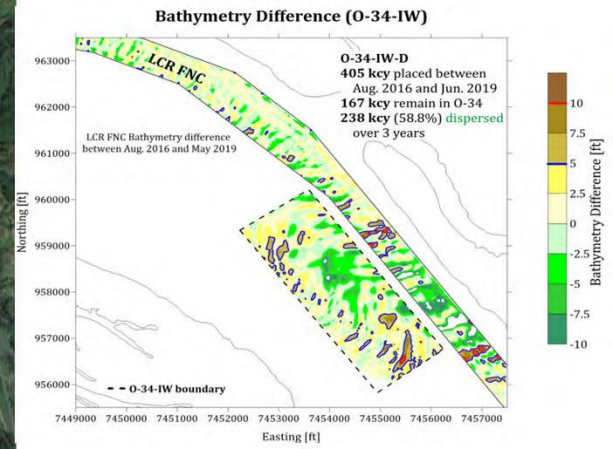 Bathymetry Difference (O-34-IW)
LCR FNC
O-34-IW-D
405 kcy placed between
Aug. 2016 and Jun. 2019
167 kcy remain in O-34
238 kcy (58.8%) dispersed
over 3 years
LCR FNC Bathymetry difference
between Aug. 2016 and May 2019
O-34-IW boundary
963000
962000
961000
960000
959000
958000
957000
956000
Northing [ft]
7449000 7450000 7451000 7452000 7453000 7454000 7455000 7456000 7457000
Easting [ft]
10
7.5
5
2.5
0
-2.5
-5
-7.5
-10
Bathymetry Difference [ft]